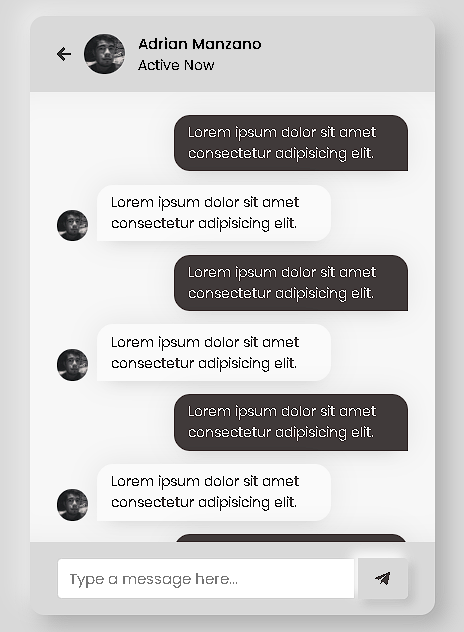 Adrian Manzano
Active Now
Lorem ipsum dolor sit amet
consectetur adipisicing elit.
Lorem ipsum dolor sit amet
consectetur adipisicing elit.
Lorem ipsum dolor sit amet
consectetur adipisicing elit.
Lorem ipsum dolor sit amet
consectetur adipisicing elit.
Lorem ipsum dolor sit amet
consectetur adipisicing elit.
Lorem ipsum dolor sit amet
consectetur adipisicing elit.
Type a message here...